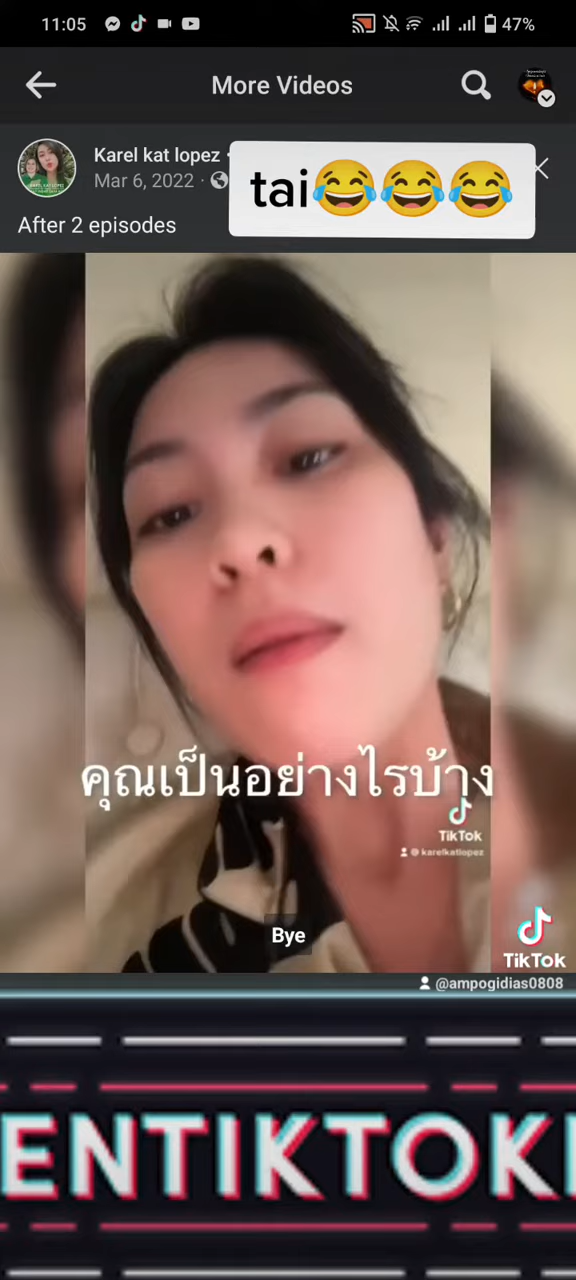 11:05
47%
More Videos
Karel kat lopez ·
Mar 6, 2022 ·
tai😂😂😂
After 2 episodes
คุณเป็นอย่างไรบ้าง
TikTok
@ karelkatlopez
Bye
TikTok
@ampogidias0808
ENTIKTOK